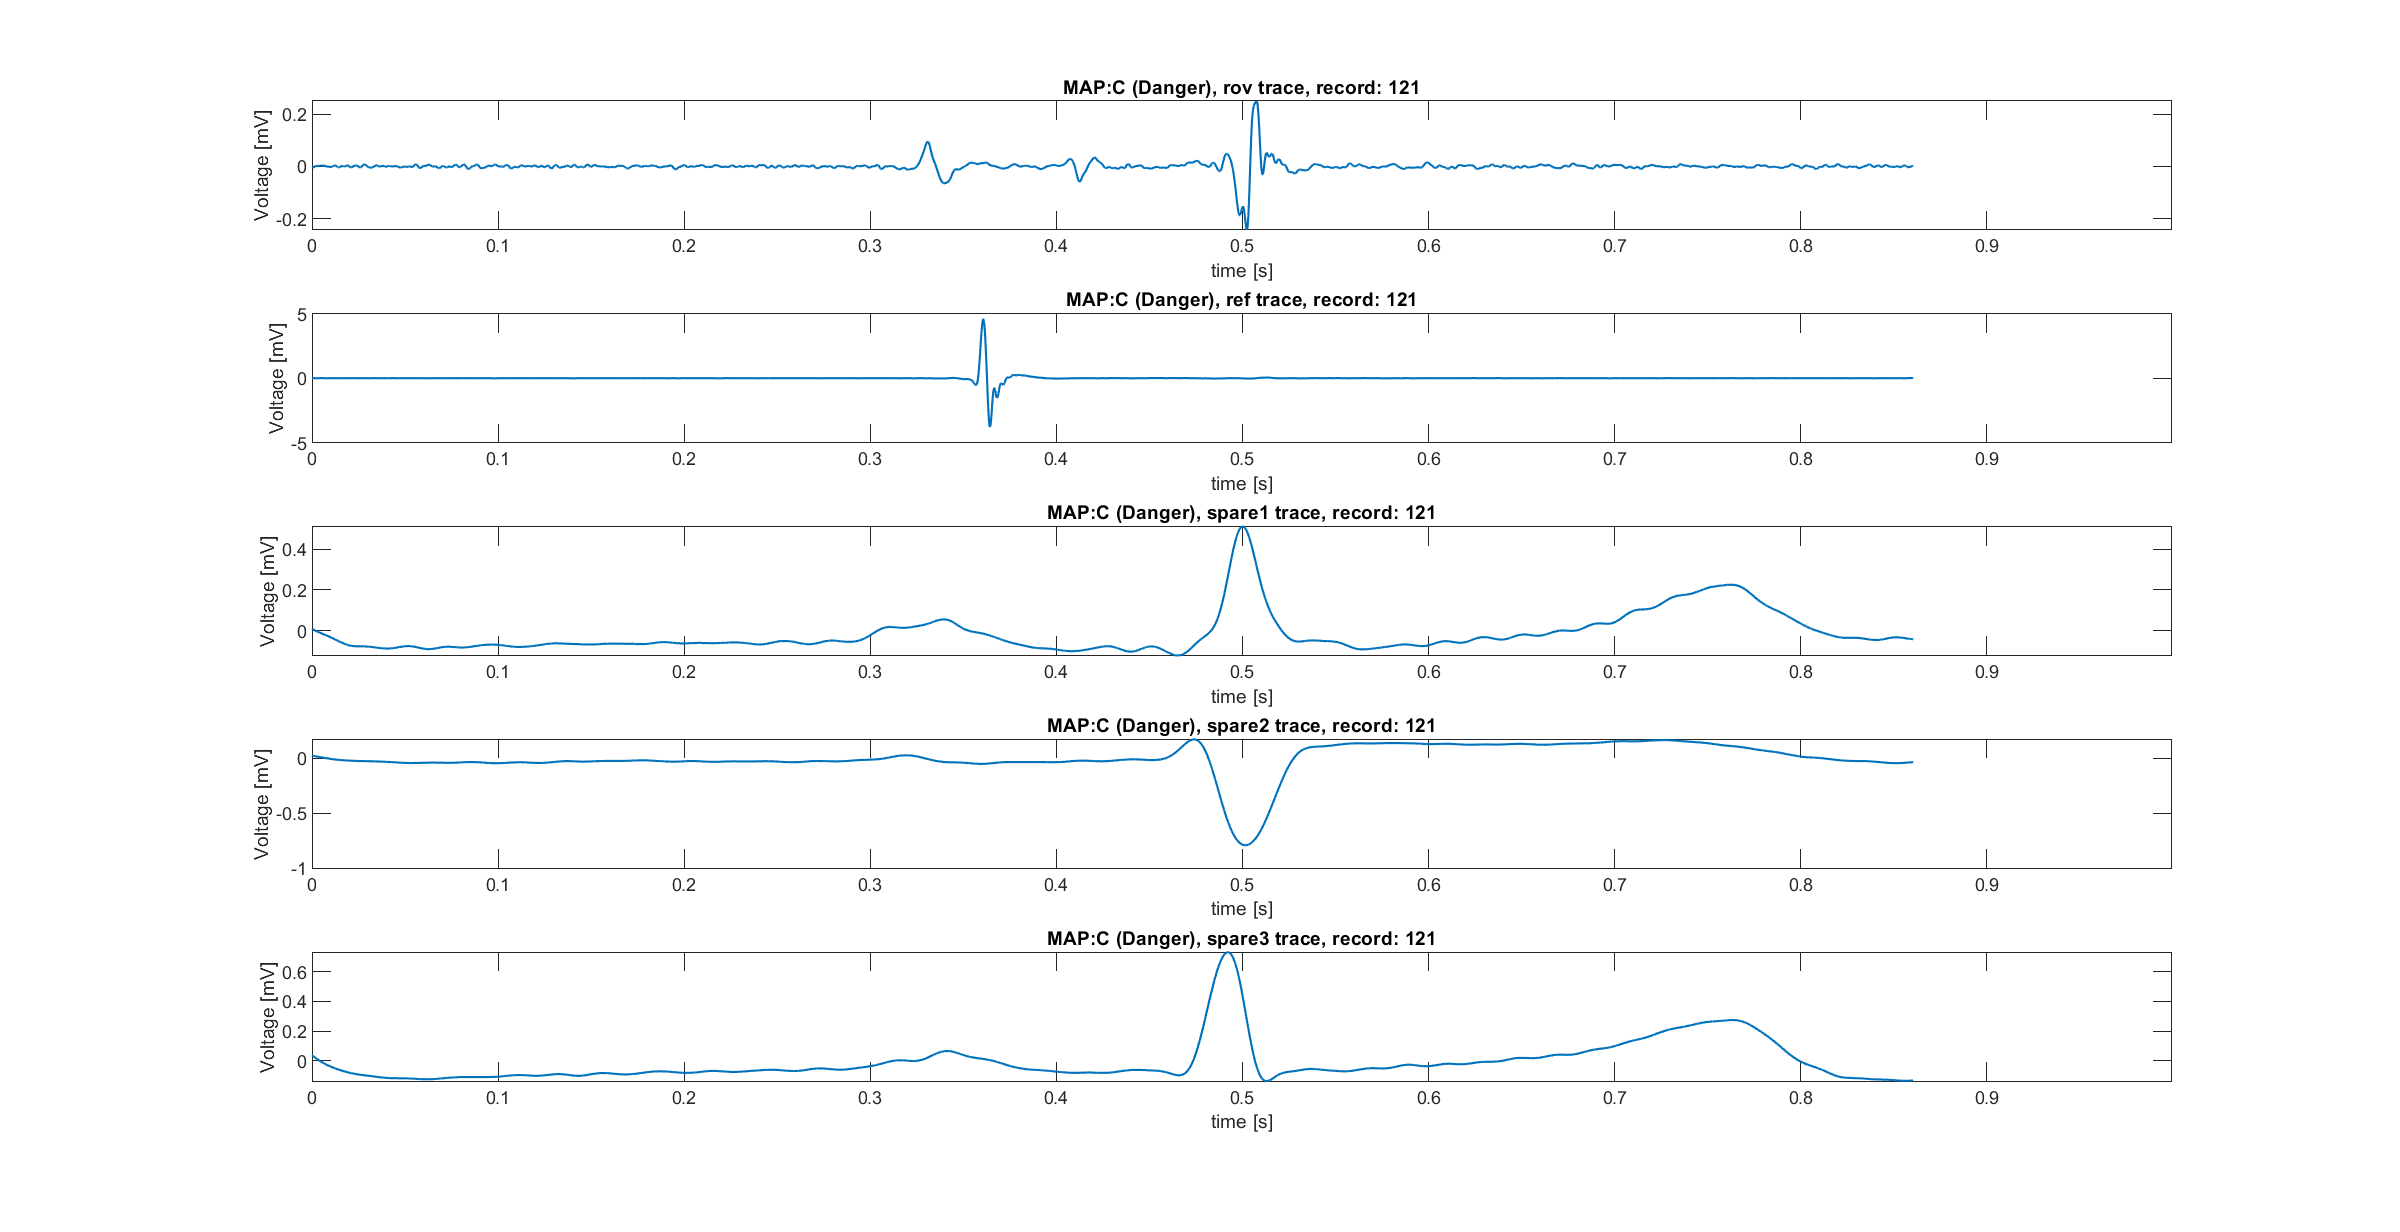 MAP:C (Danger), rov trace, record: 121
Voltage [mV]
0.2
0
-0.2
0 0.1 0.2 0.3 0.4 0.5 0.6 0.7 0.8 0.9
time [s]
MAP:C (Danger), ref trace, record: 121
Voltage [mV]
5
0
-5
0 0.1 0.2 0.3 0.4 0.5 0.6 0.7 0.8 0.9
time [s]
MAP:C (Danger), spare1 trace, record: 121
Voltage [mV]
0.4
0.2
0
0 0.1 0.2 0.3 0.4 0.5 0.6 0.7 0.8 0.9
time [s]
MAP:C (Danger), spare2 trace, record: 121
Voltage [mV]
0
-0.5
-1
0 0.1 0.2 0.3 0.4 0.5 0.6 0.7 0.8 0.9
time [s]
MAP:C (Danger), spare3 trace, record: 121
Voltage [mV]
0.6
0.4
0.2
0
0 0.1 0.2 0.3 0.4 0.5 0.6 0.7 0.8 0.9
time [s]